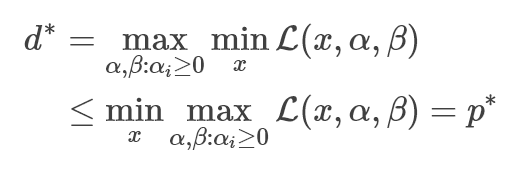 d* = max_{α,β:α_i≥0} min_x ℒ(x, α, β)
≤ min_x max_{α,β:α_i≥0} ℒ(x, α, β) = p*